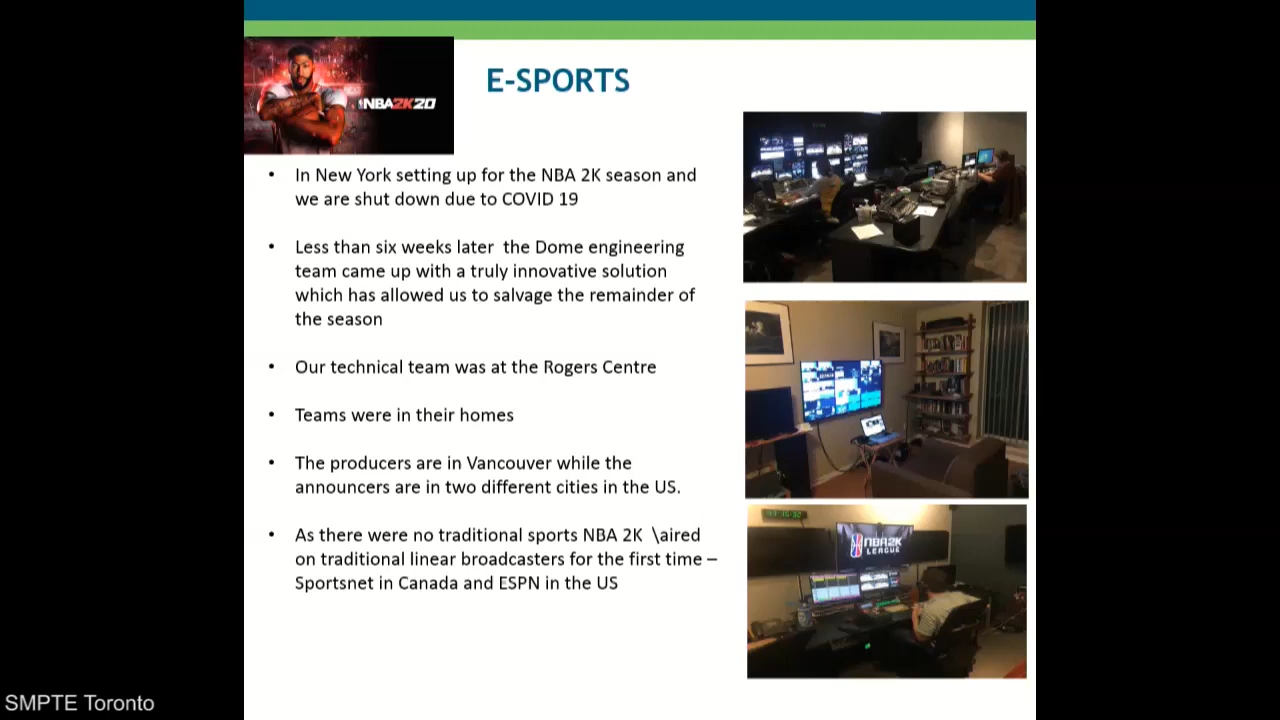 E-SPORTS
NBA2K20
• In New York setting up for the NBA 2K season and
we are shut down due to COVID 19
• Less than six weeks later  the Dome engineering
team came up with a truly innovative solution
which has allowed us to salvage the remainder of
the season
• Our technical team was at the Rogers Centre
• Teams were in their homes
• The producers are in Vancouver while the
announcers are in two different cities in the US.
• As there were no traditional sports NBA 2K  \aired
on traditional linear broadcasters for the first time –
Sportsnet in Canada and ESPN in the US
NBA2K
LEAGUE
SMPTE Toronto